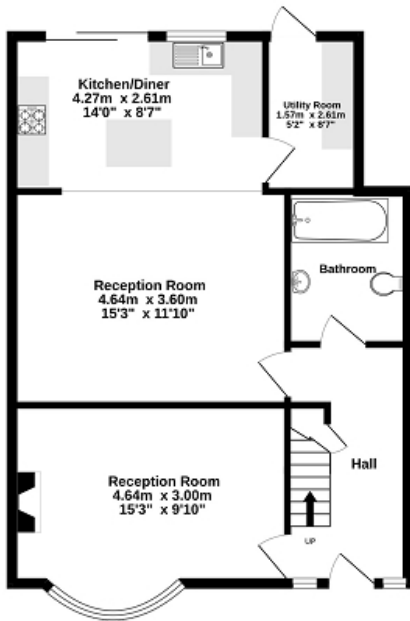 Kitchen/Diner
4.27m x 2.61m
14'0" x 8'7"
Utility Room
1.57m x 2.61m
5'2" x 8'7"
Bathroom
Reception Room
4.64m x 3.60m
15'3" x 11'10"
Hall
Reception Room
4.64m x 3.00m
15'3" x 9'10"
UP